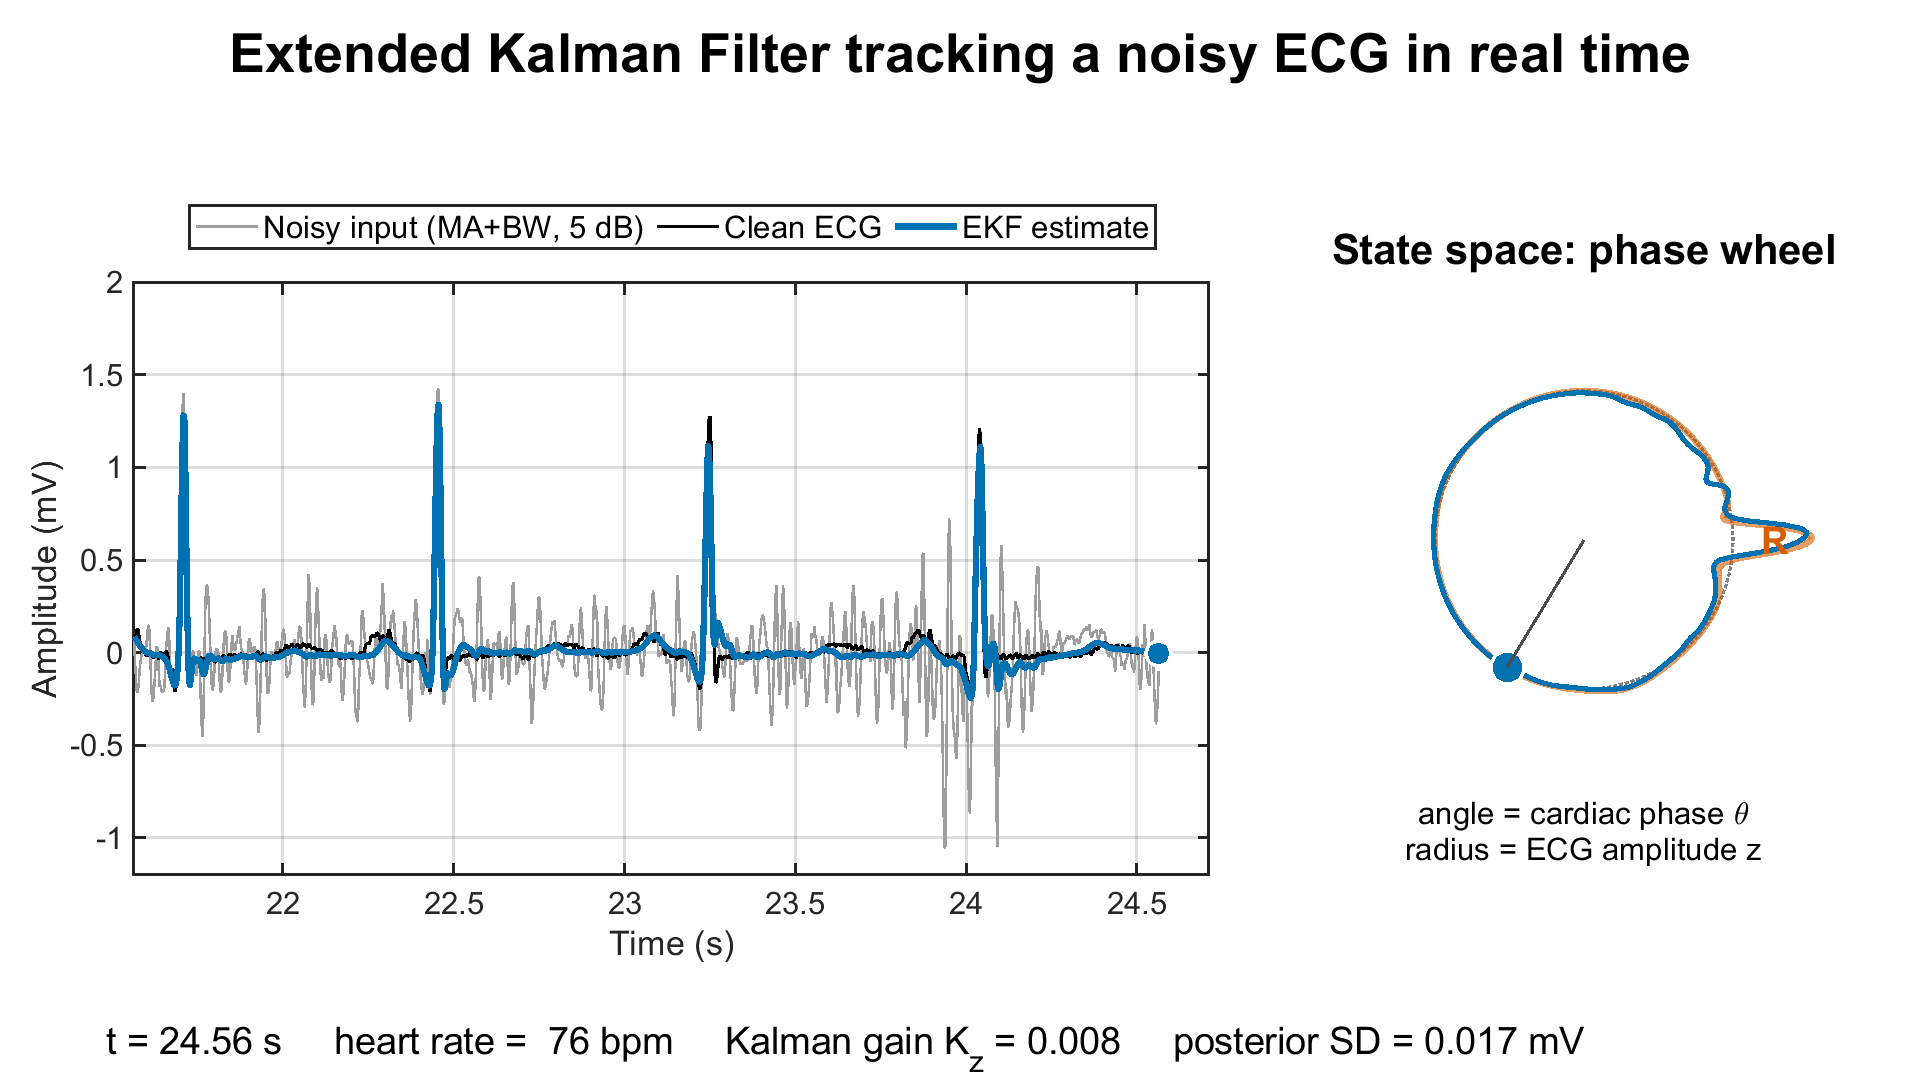 Extended Kalman Filter tracking a noisy ECG in real time
Noisy input (MA+BW, 5 dB) Clean ECG EKF estimate
State space: phase wheel
2
1.5
1
0.5
0
-0.5
-1
Amplitude (mV)
22 22.5 23 23.5 24 24.5
Time (s)
R
angle = cardiac phase θ
radius = ECG amplitude z
t = 24.56 s heart rate = 76 bpm Kalman gain K_z = 0.008 posterior SD = 0.017 mV